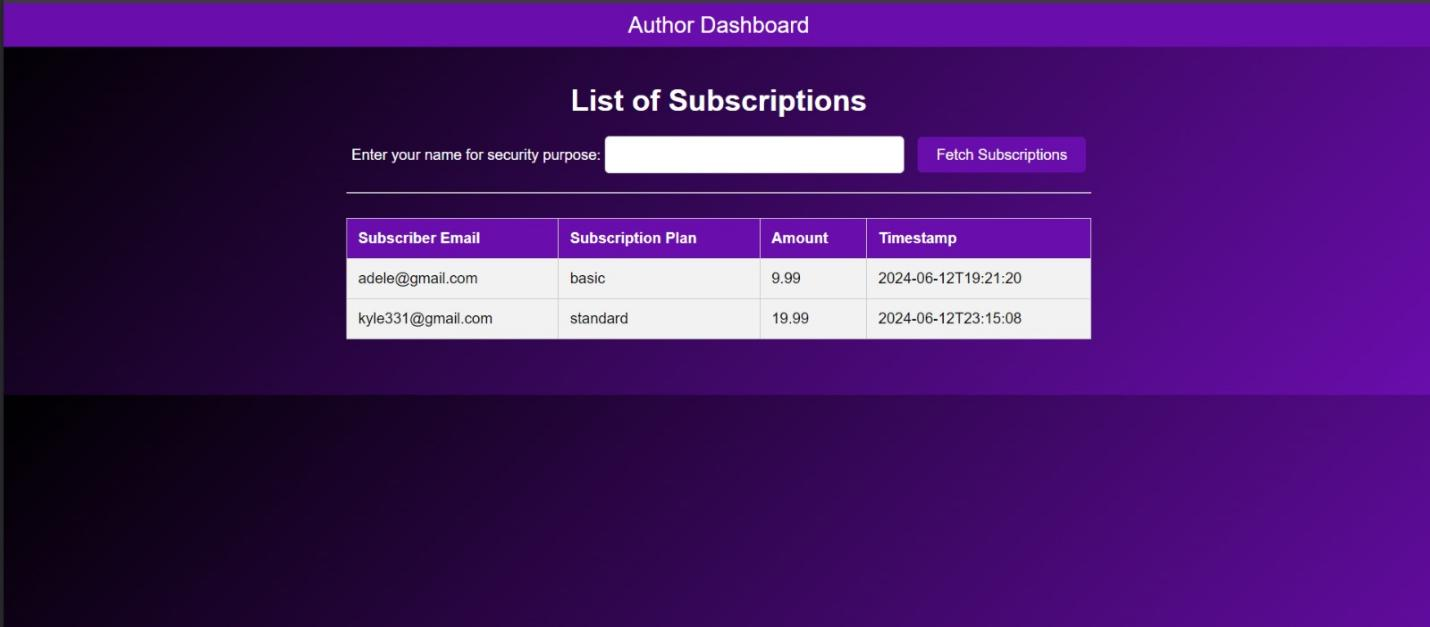 Author Dashboard
List of Subscriptions
Enter your name for security purpose: Fetch Subscriptions
Subscriber Email Subscription Plan Amount Timestamp
adele@gmail.com basic 9.99 2024-06-12T19:21:20
kyle331@gmail.com standard 19.99 2024-06-12T23:15:08